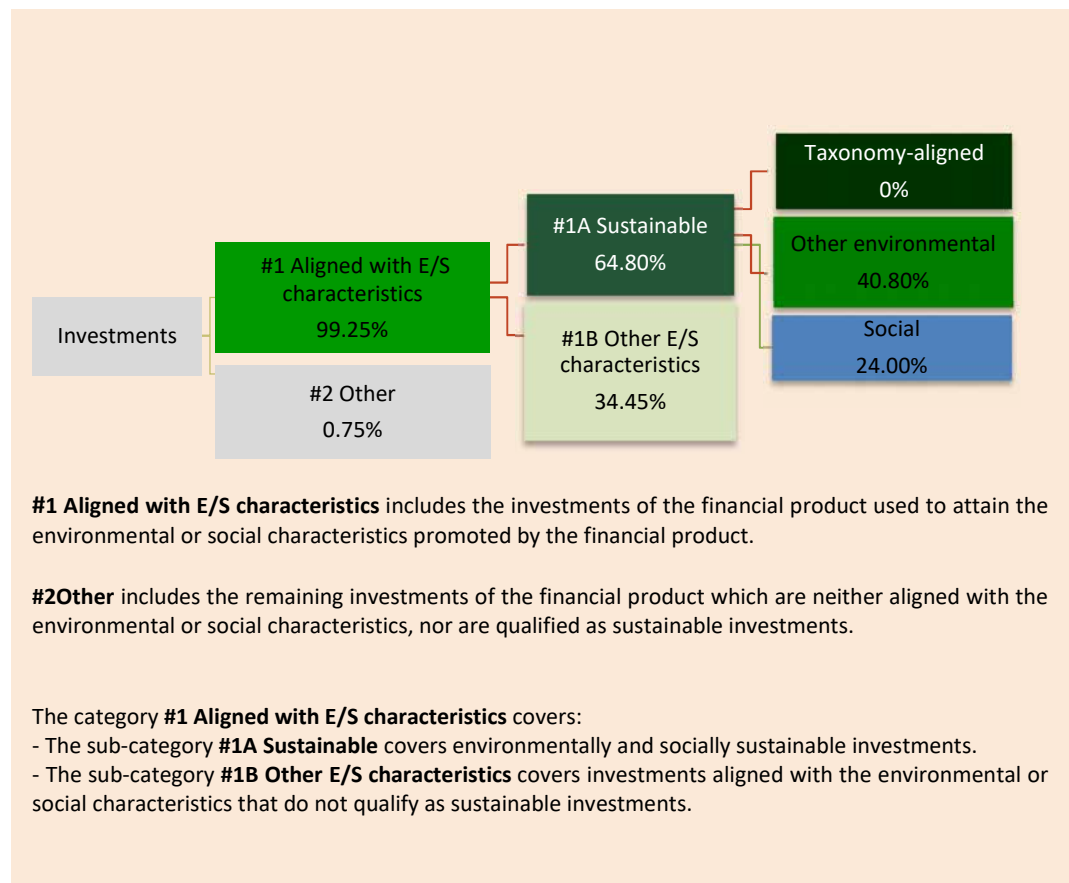 Investments
#1 Aligned with E/S
characteristics
99.25%
#2 Other
0.75%
#1A Sustainable
64.80%
#1B Other E/S
characteristics
34.45%
Taxonomy-aligned
0%
Other environmental
40.80%
Social
24.00%
#1 Aligned with E/S characteristics includes the investments of the financial product used to attain the
environmental or social characteristics promoted by the financial product.
#2Other includes the remaining investments of the financial product which are neither aligned with the
environmental or social characteristics, nor are qualified as sustainable investments.
The category #1 Aligned with E/S characteristics covers:
- The sub-category #1A Sustainable covers environmentally and socially sustainable investments.
- The sub-category #1B Other E/S characteristics covers investments aligned with the environmental or
social characteristics that do not qualify as sustainable investments.